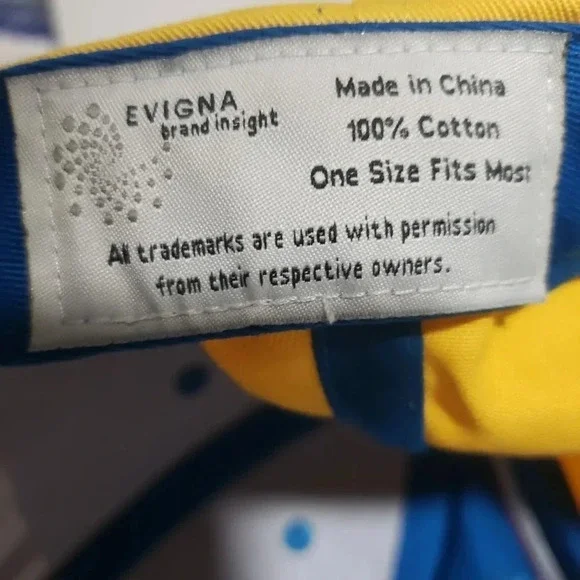 EVIGNA
brand insight
Made in China
100% Cotton
One Size Fits Most
All trademarks are used with permission
from their respective owners.